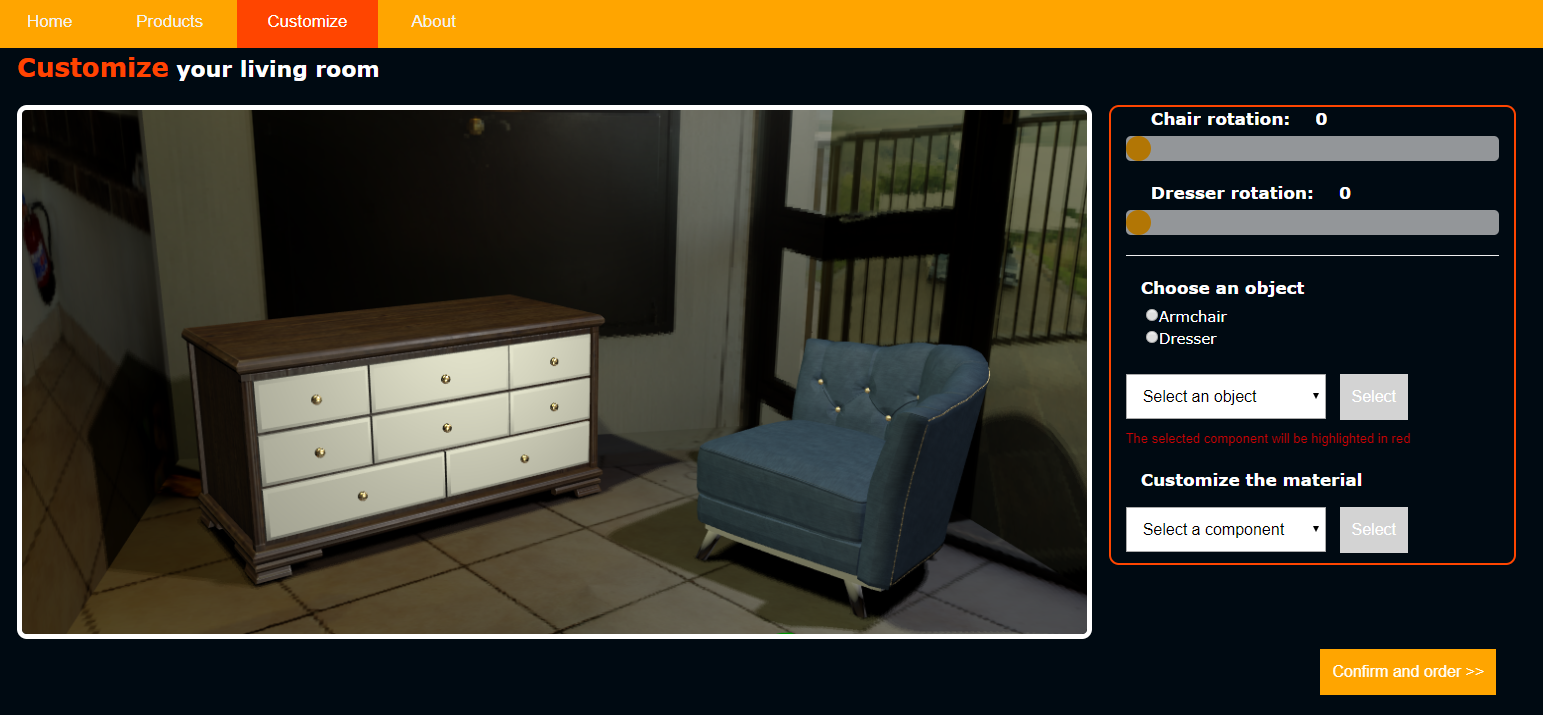 Home Products Customize About
Customize your living room
Chair rotation: 0
Dresser rotation: 0
Choose an object
Armchair
Dresser
Select an object Select
The selected component will be highlighted in red
Customize the material
Select a component Select
Confirm and order >>